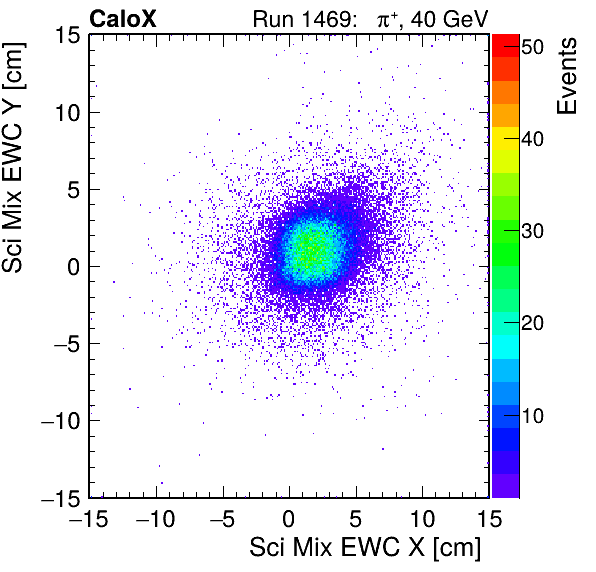 CaloX Run 1469: π⁺, 40 GeV
Sci Mix EWC Y [cm]
15
10
5
0
−5
−10
−15
−15 −10 −5 0 5 10 15
Sci Mix EWC X [cm]
Events
50
40
30
20
10